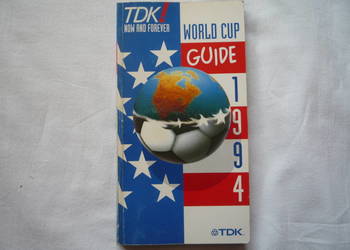 TDK!
NOW AND FOREVER
WORLD CUP
GUIDE
1
9
9
4
TDK